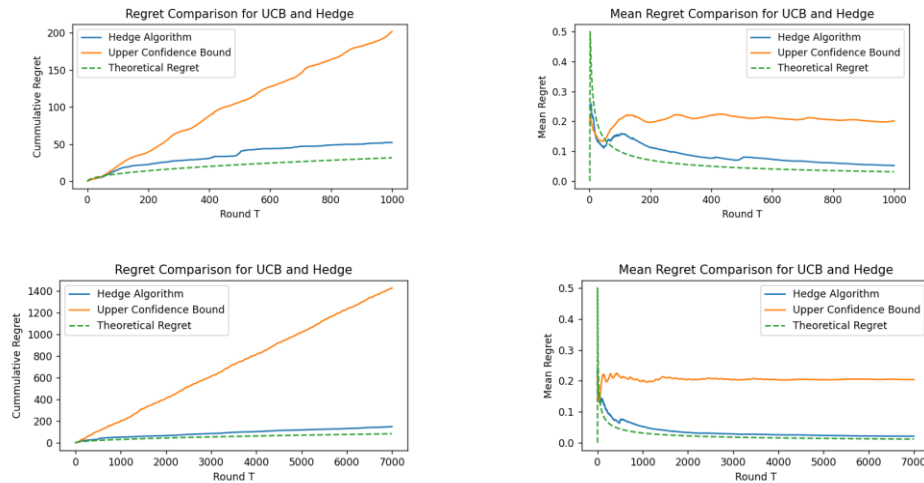 Regret Comparison for UCB and Hedge
Hedge Algorithm
Upper Confidence Bound
Theoretical Regret
200
150
100
50
0
Cummulative Regret
0 200 400 600 800 1000
Round T
Mean Regret Comparison for UCB and Hedge
Hedge Algorithm
Upper Confidence Bound
Theoretical Regret
0.5
0.4
0.3
0.2
0.1
0.0
Mean Regret
0 200 400 600 800 1000
Round T
Regret Comparison for UCB and Hedge
Hedge Algorithm
Upper Confidence Bound
Theoretical Regret
1400
1200
1000
800
600
400
200
0
Cummulative Regret
0 1000 2000 3000 4000 5000 6000 7000
Round T
Mean Regret Comparison for UCB and Hedge
Hedge Algorithm
Upper Confidence Bound
Theoretical Regret
0.5
0.4
0.3
0.2
0.1
0.0
Mean Regret
0 1000 2000 3000 4000 5000 6000 7000
Round T